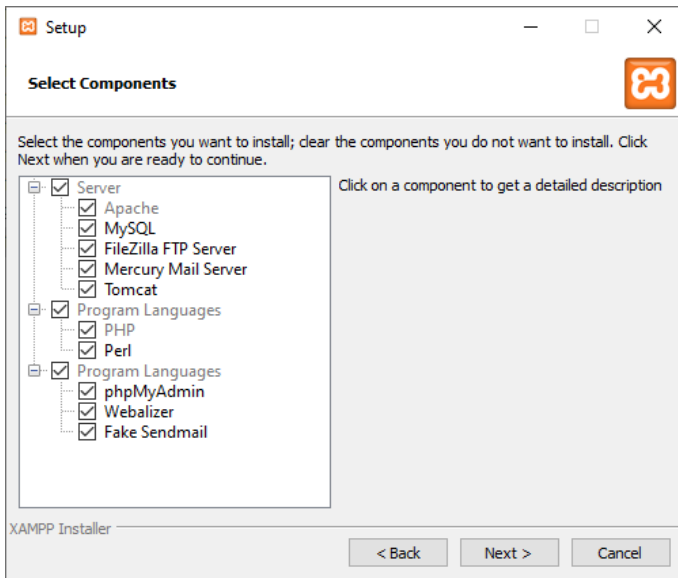 Setup
Select Components
Select the components you want to install; clear the components you do not want to install. Click
Next when you are ready to continue.
Server
Apache
MySQL
FileZilla FTP Server
Mercury Mail Server
Tomcat
Program Languages
PHP
Perl
Program Languages
phpMyAdmin
Webalizer
Fake Sendmail
Click on a component to get a detailed description
XAMPP Installer
< Back
Next >
Cancel